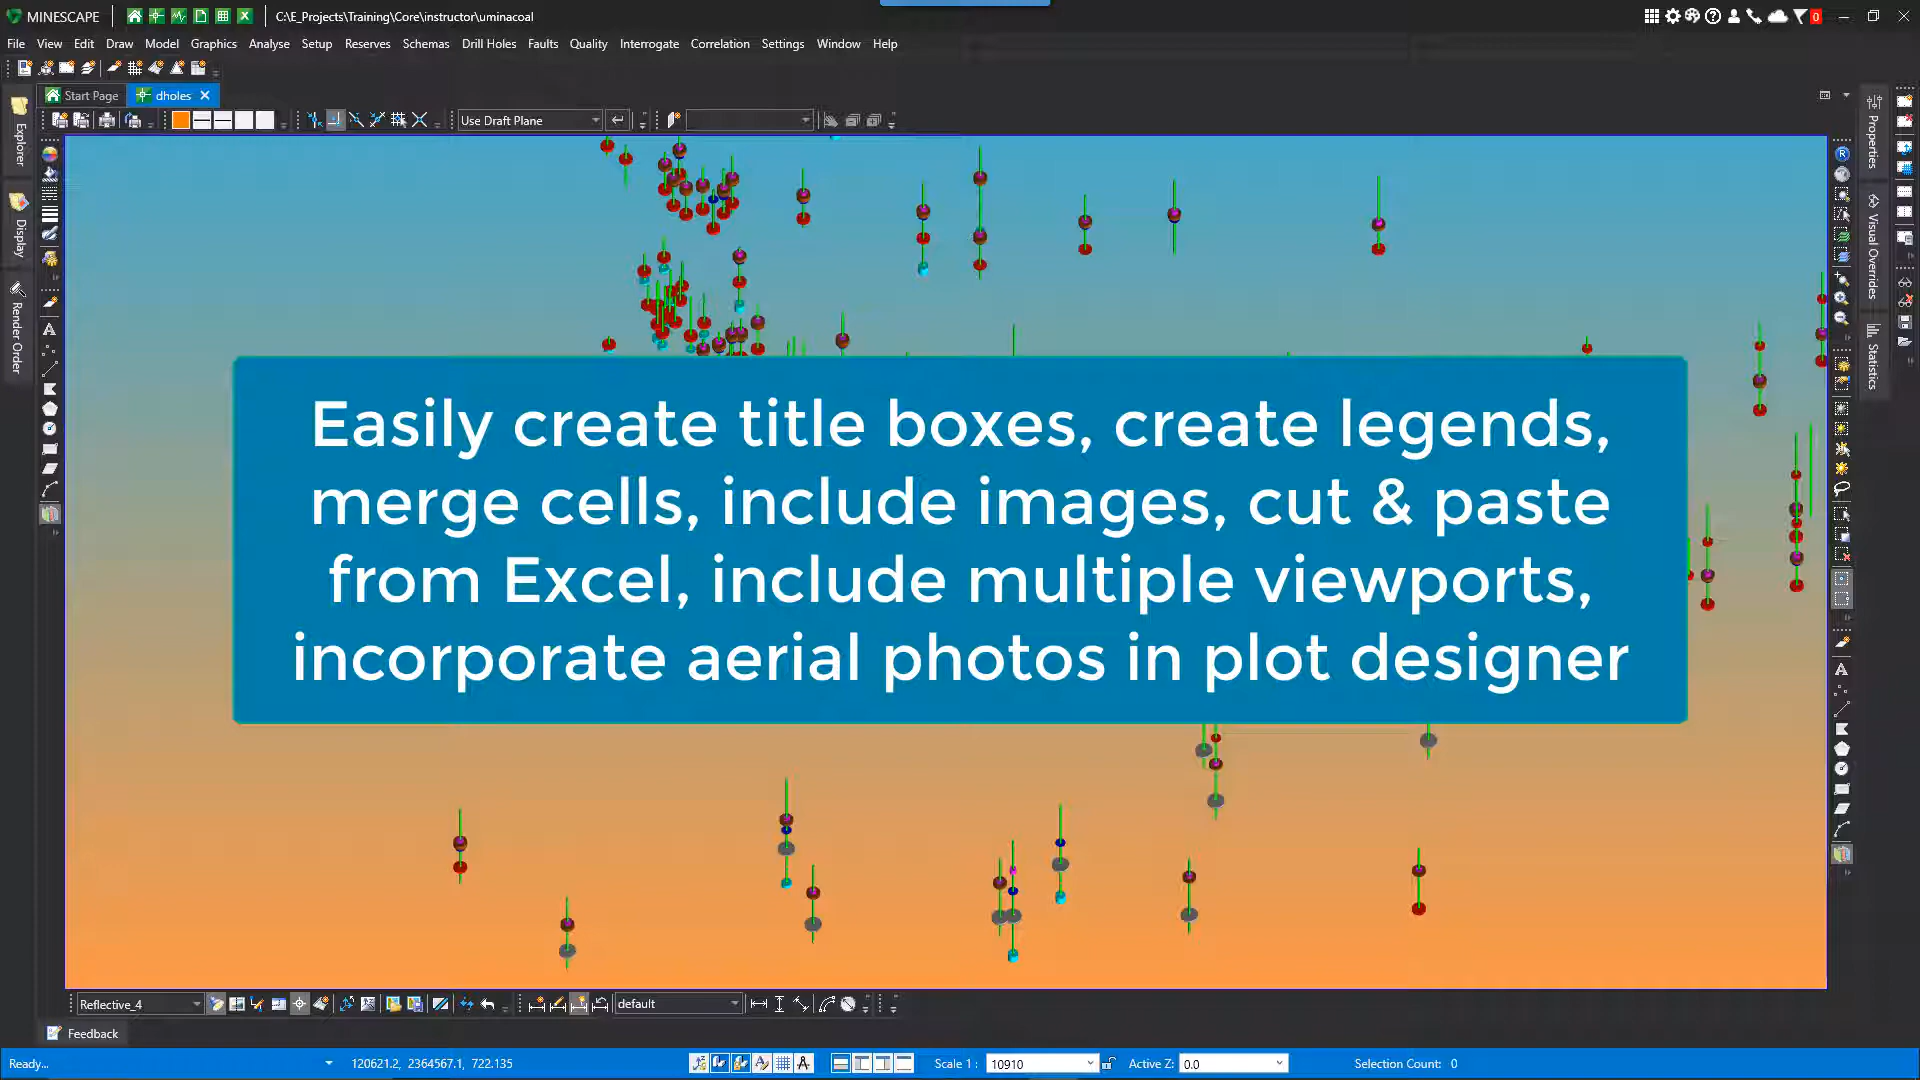 MINESCAPE
C:\E_Projects\Training\Core\instructor\uminacoal
0
File View Edit Draw Model Graphics Analyse Setup Reserves Schemas Drill Holes Faults Quality Interrogate Correlation Settings Window Help
Start Page dholes
Use Draft Plane
Explorer
Display
Render Order
Properties
Visual Overrides
Statistics
Easily create title boxes, create legends,
merge cells, include images, cut & paste
from Excel, include multiple viewports,
incorporate aerial photos in plot designer
Reflective_4 default
Feedback
Ready... 120621.2, 2364567.1, 722.135 Scale 1 : 10910 Active Z: 0.0 Selection Count: 0